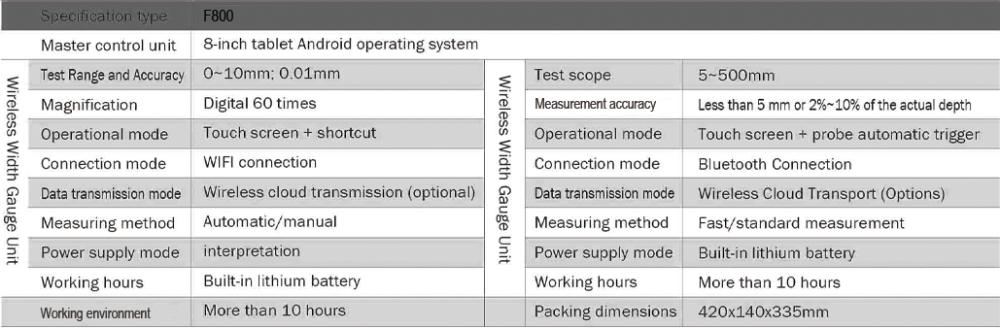 Specification type F800
Master control unit 8-inch tablet Android operating system
Wireless Width Gauge Unit
Test Range and Accuracy 0~10mm; 0.01mm
Magnification Digital 60 times
Operational mode Touch screen + shortcut
Connection mode WIFI connection
Data transmission mode Wireless cloud transmission (optional)
Measuring method Automatic/manual
Power supply mode interpretation
Working hours Built-in lithium battery
Working environment More than 10 hours
Wireless Width Gauge Unit
Test scope 5~500mm
Measurement accuracy Less than 5 mm or 2%~10% of the actual depth
Operational mode Touch screen + probe automatic trigger
Connection mode Bluetooth Connection
Data transmission mode Wireless Cloud Transport (Options)
Measuring method Fast/standard measurement
Power supply mode Built-in lithium battery
Working hours More than 10 hours
Packing dimensions 420x140x335mm